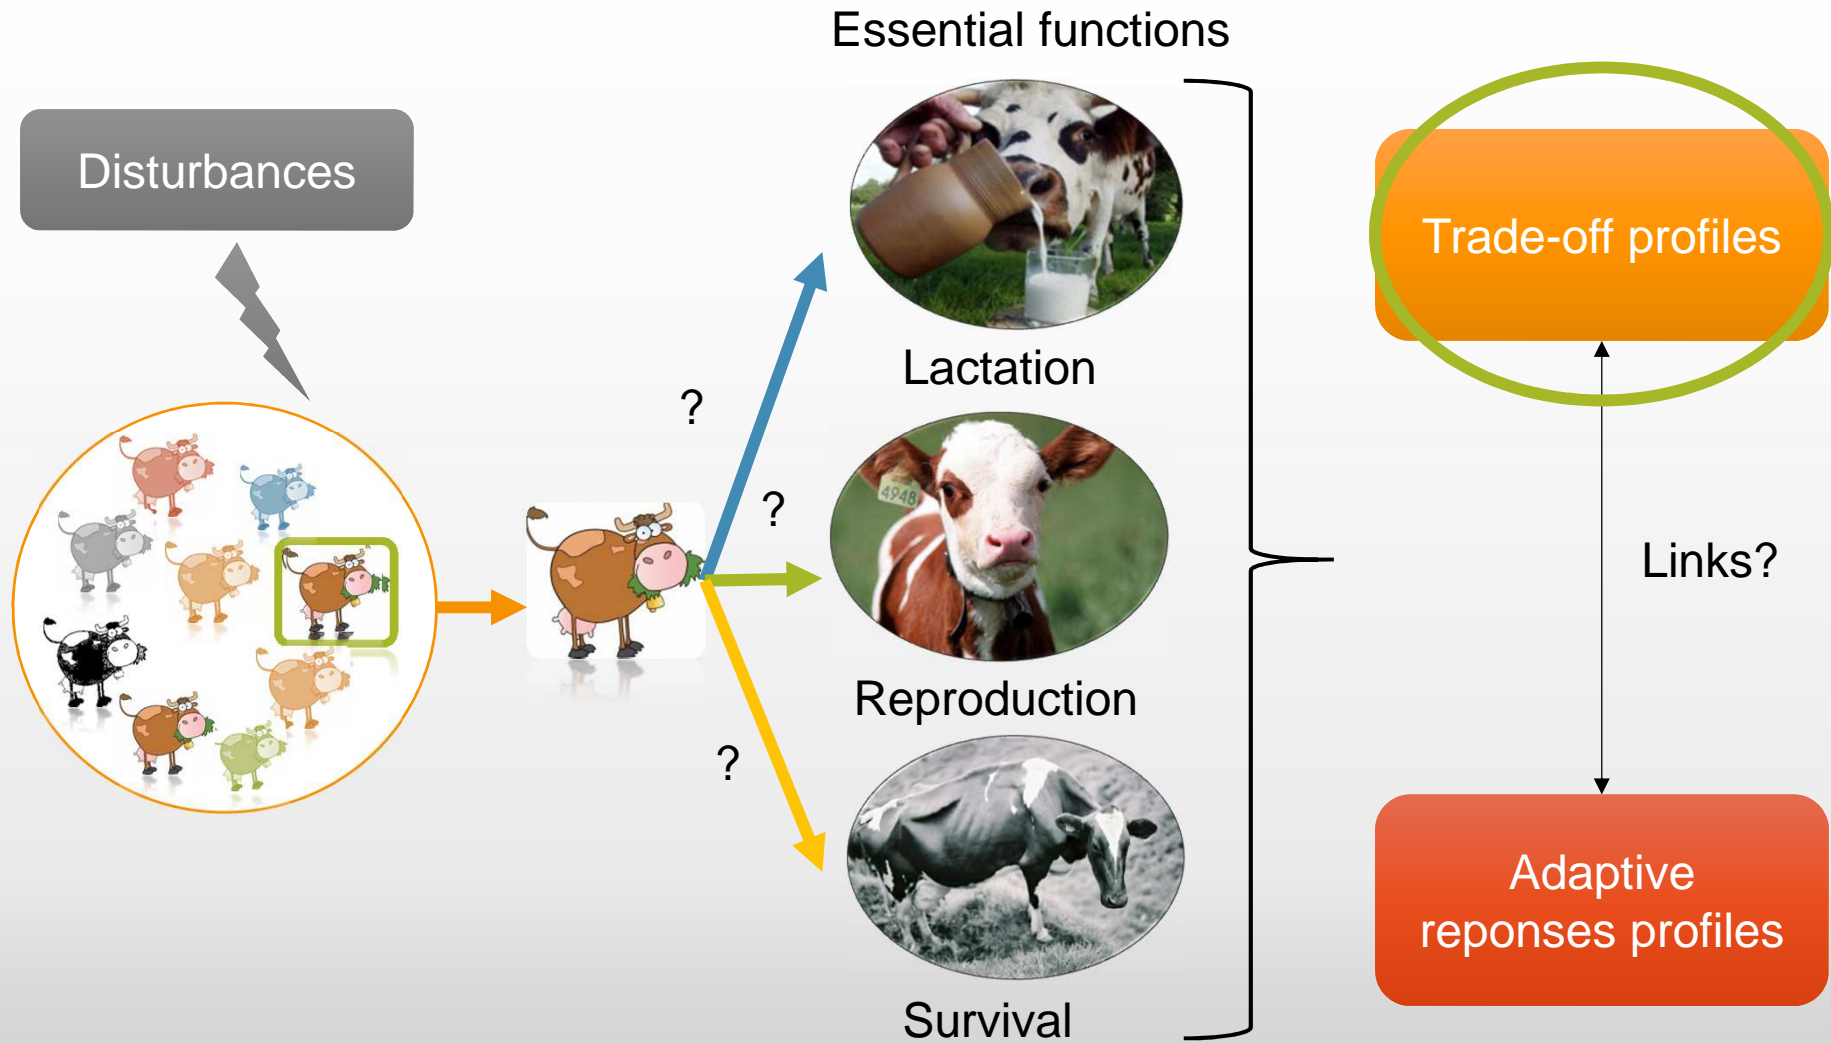 Essential functions
Disturbances
Trade-off profiles
Lactation
?
4948
?
Links?
Reproduction
?
Adaptive
reponses profiles
Survival